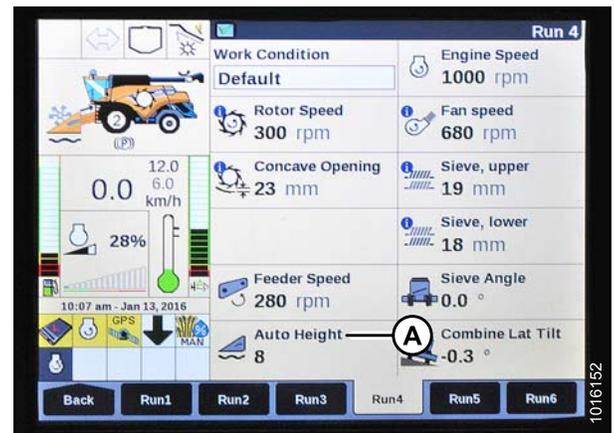 Run 4
Work Condition
Default
Engine Speed
1000 rpm
Rotor Speed
300 rpm
Fan speed
680 rpm
Concave Opening
23 mm
Sieve, upper
19 mm
Sieve, lower
18 mm
Feeder Speed
280 rpm
Sieve Angle
0.0 °
Auto Height
8
A
Combine Lat Tilt
-0.3 °
2
(P)
0.0
12.0
6.0
km/h
28%
10:07 am - Jan 13, 2016
L
GPS
%
MAN
Back
Run1
Run2
Run3
Run4
Run5
Run6
1016152